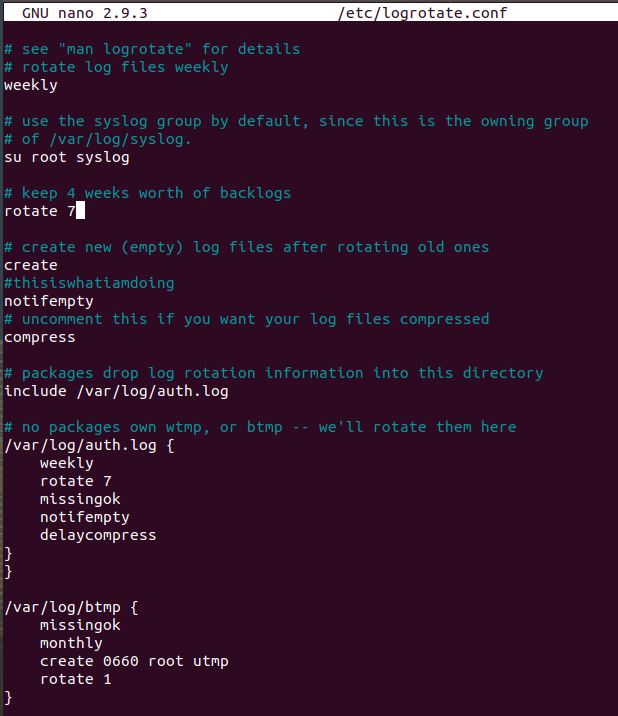 GNU nano 2.9.3 /etc/logrotate.conf
# see "man logrotate" for details
# rotate log files weekly
weekly
# use the syslog group by default, since this is the owning group
# of /var/log/syslog.
su root syslog
# keep 4 weeks worth of backlogs
rotate 7
# create new (empty) log files after rotating old ones
create
#thisiswhatiamdoing
notifempty
# uncomment this if you want your log files compressed
compress
# packages drop log rotation information into this directory
include /var/log/auth.log
# no packages own wtmp, or btmp -- we'll rotate them here
/var/log/auth.log {
    weekly
    rotate 7
    missingok
    notifempty
    delaycompress
}
}
/var/log/btmp {
    missingok
    monthly
    create 0660 root utmp
    rotate 1
}